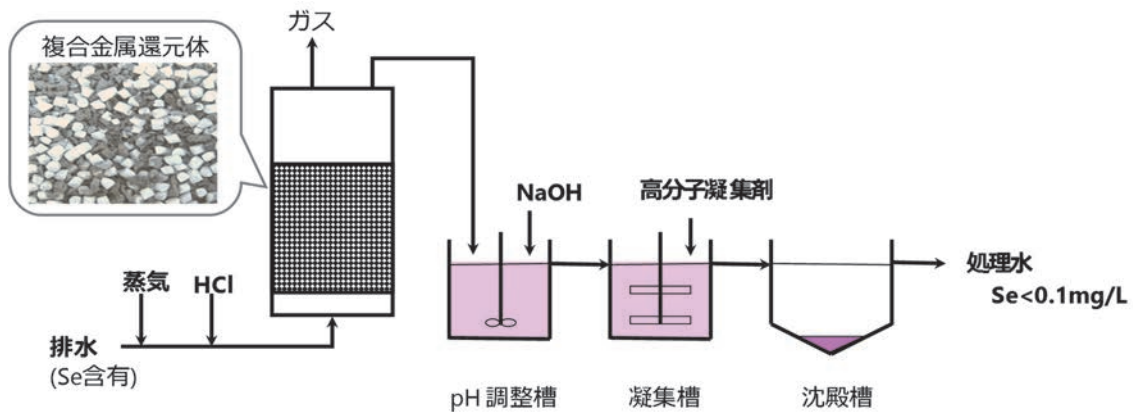 複合金属還元体
ガス
蒸気
HCl
排水
(Se含有)
NaOH
高分子凝集剤
処理水
Se<0.1mg/L
pH 調整槽
凝集槽
沈殿槽